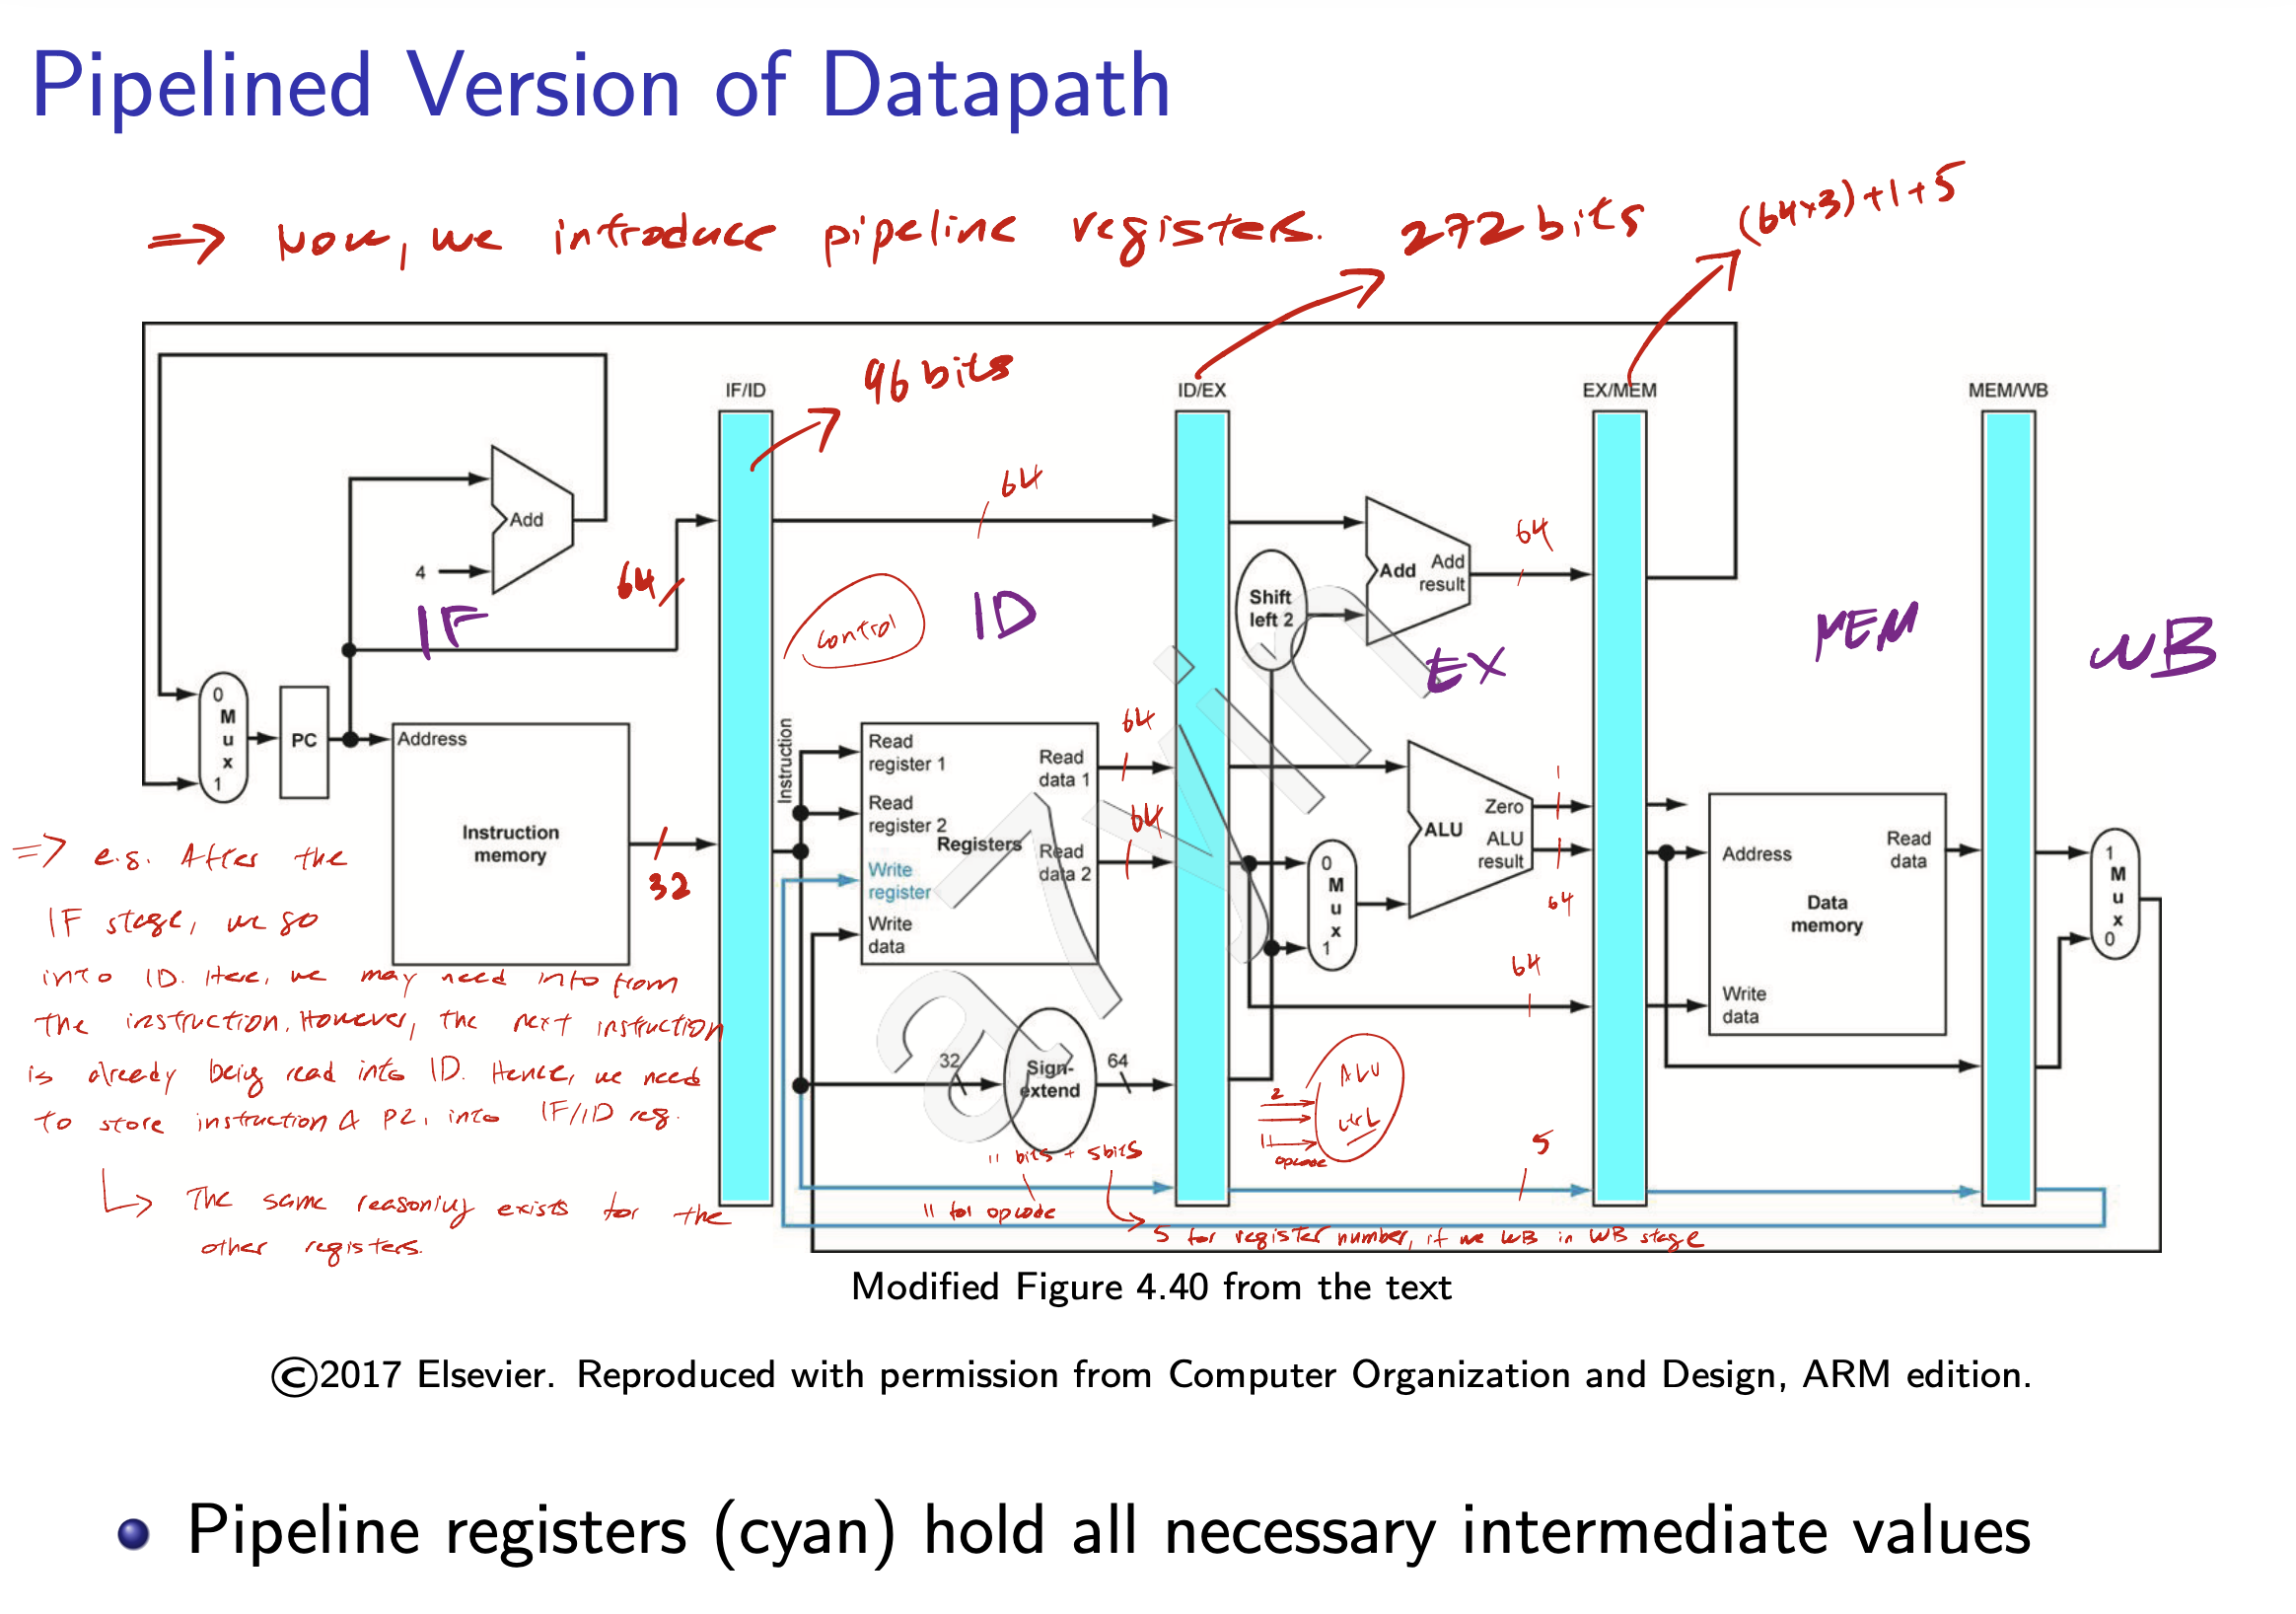 Pipelined Version of Datapath
=> Now, we introduce pipeline registers.
272 bits
(64x3)+1+5
96 bits
IF/ID
ID/EX
EX/MEM
MEM/WB
64
Add
4
IF
64
control
ID
Shift
left 2
Add
Add
result
64
EX
MEM
WB
0
M
u
x
1
PC
Address
Instruction
memory
32
Instruction
Read
register 1
Read
register 2
Registers
Write
register
Write
data
Read
data 1
Read
data 2
64
64
0
M
u
x
1
Zero
ALU
ALU
result
1
64
64
Address
Read
data
Data
memory
Write
data
1
M
u
x
0
=> e.g. After the
IF stage, we go
into ID. Here, we may need info from
the instruction. However, the next instruction
is already being read into ID. Hence, we need
to store instruction & PC, into IF/ID reg.
The same reasoning exists for the
other registers.
32
Sign-
extend
64
2
11
opcode
ALU
ctrl
5
11 bits + 5 bits
11 for opcode
5 for register number, if we WB in WB stage
Modified Figure 4.40 from the text
©2017 Elsevier. Reproduced with permission from Computer Organization and Design, ARM edition.
Pipeline registers (cyan) hold all necessary intermediate values